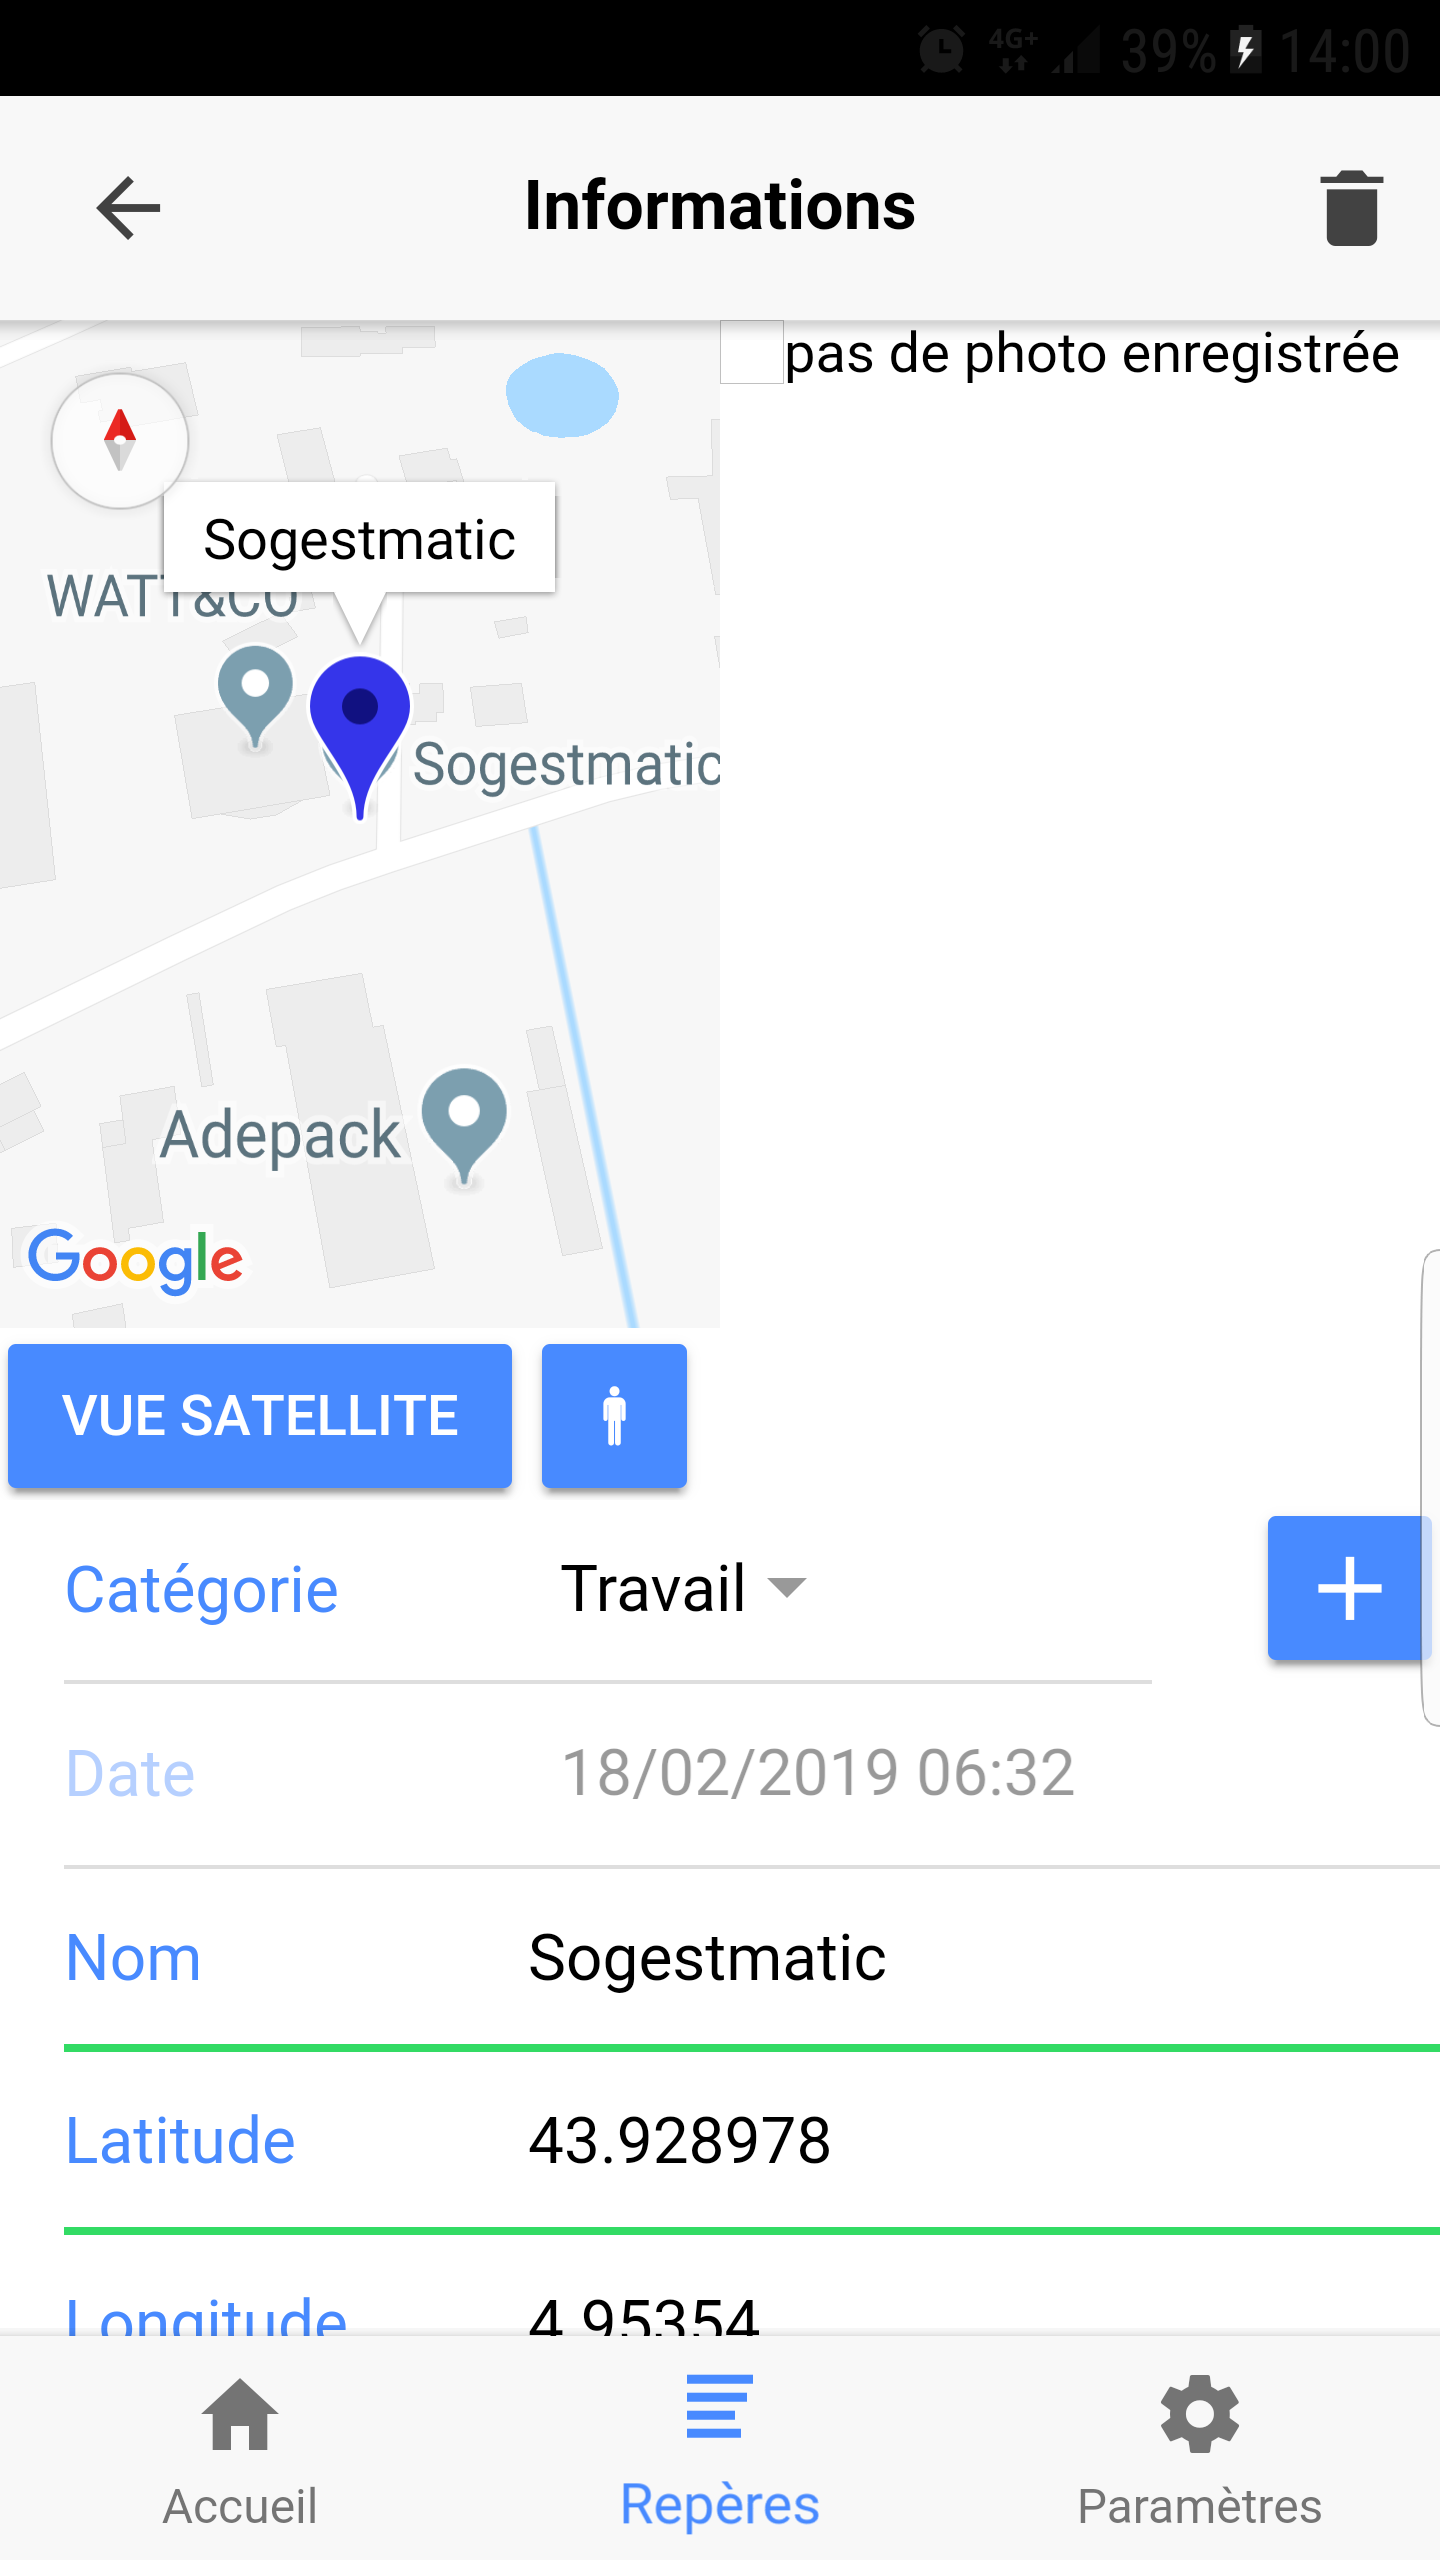 4G+ 39% 14:00
Informations
pas de photo enregistrée
Sogestmatic
WATT&CO
Sogestmatic
Adepack
Google
VUE SATELLITE
Catégorie Travail
Date 18/02/2019 06:32
Nom Sogestmatic
Latitude 43.928978
Longitude 4.95354
Accueil Repères Paramètres